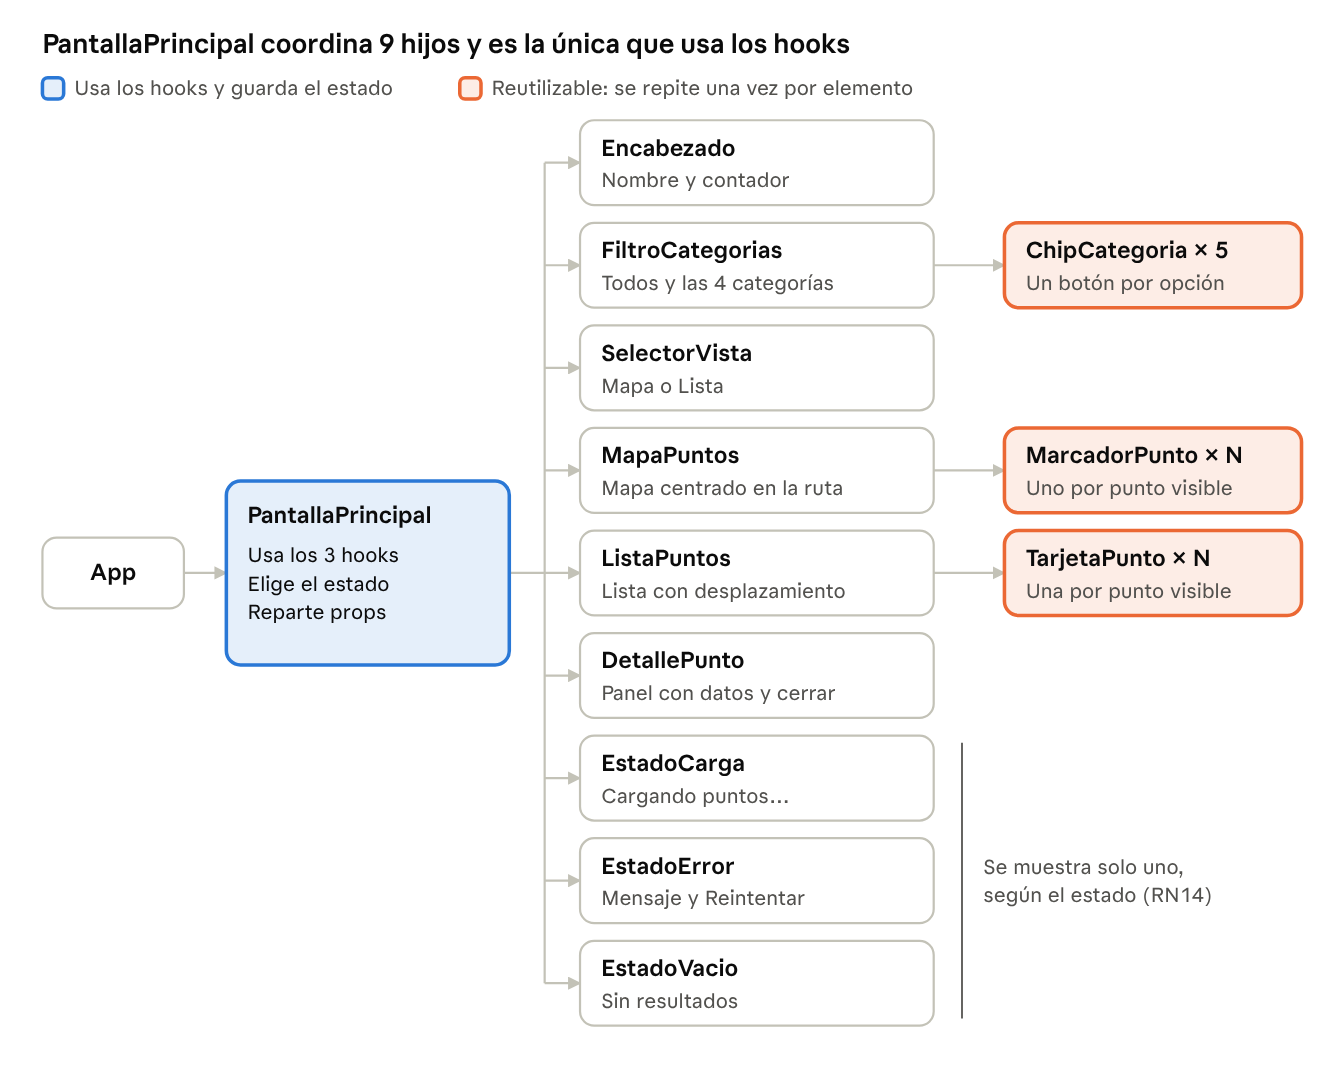 PantallaPrincipal coordina 9 hijos y es la única que usa los hooks
Usa los hooks y guarda el estado
Reutilizable: se repite una vez por elemento
Encabezado
Nombre y contador
FiltroCategorias
Todos y las 4 categorías
ChipCategoria × 5
Un botón por opción
SelectorVista
Mapa o Lista
MapaPuntos
Mapa centrado en la ruta
MarcadorPunto × N
Uno por punto visible
App
PantallaPrincipal
Usa los 3 hooks
Elige el estado
Reparte props
ListaPuntos
Lista con desplazamiento
TarjetaPunto × N
Una por punto visible
DetallePunto
Panel con datos y cerrar
EstadoCarga
Cargando puntos...
EstadoError
Mensaje y Reintentar
EstadoVacio
Sin resultados
Se muestra solo uno,
según el estado (RN14)